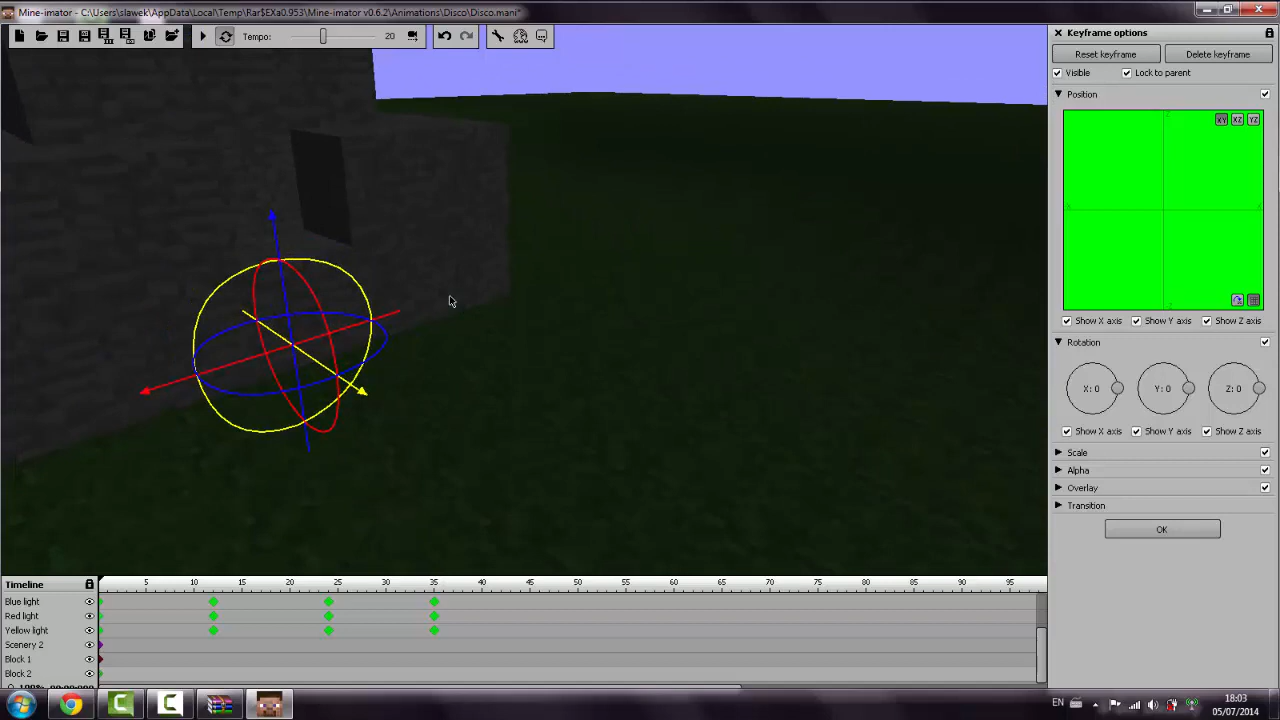 Mine-imator - C:\Users\slawek\AppData\Local\Temp\Rar$EXa0.953\Mine-imator v0.6.2\Animations\Disco\Disco.mani*
Tempo: 20
Keyframe options
Reset keyframe Delete keyframe
Visible Lock to parent
Position
XY XZ YZ
Show X axis Show Y axis Show Z axis
Rotation
X: 0 Y: 0 Z: 0
Show X axis Show Y axis Show Z axis
Scale
Alpha
Overlay
Transition
OK
Timeline 5 10 15 20 25 30 35 40 45 50 55 60 65 70 75 80 85 90 95
Blue light
Red light
Yellow light
Scenery 2
Block 1
Block 2
EN 18:03
05/07/2014